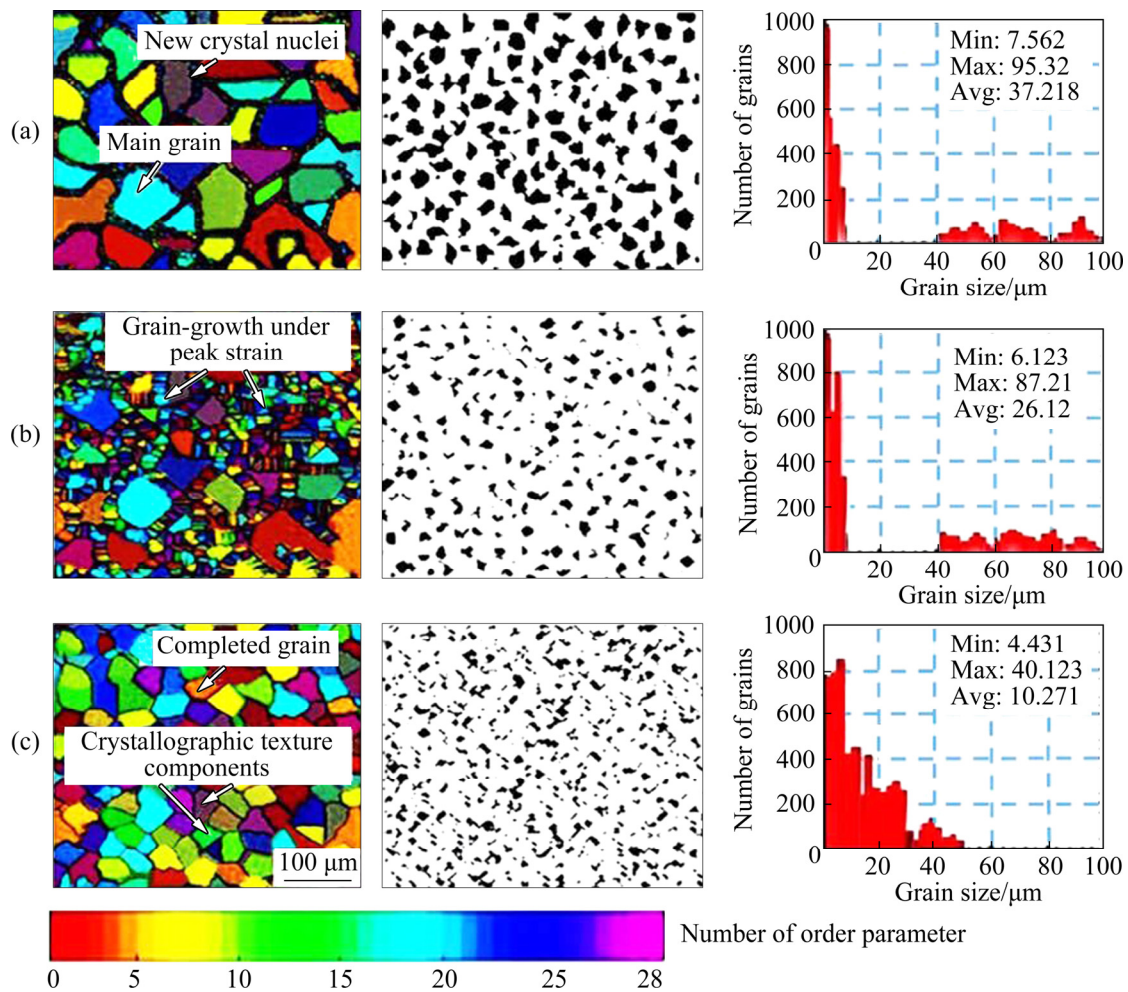 (a)
New crystal nuclei
Main grain
Number of grains
1000
800
600
400
200
0
Min: 7.562
Max: 95.32
Avg: 37.218
20 40 60 80 100
Grain size/μm
(b)
Grain-growth under
peak strain
Number of grains
1000
800
600
400
200
0
Min: 6.123
Max: 87.21
Avg: 26.12
20 40 60 80 100
Grain size/μm
(c)
Completed grain
Crystallographic texture
components
100 μm
Number of grains
1000
800
600
400
200
0
Min: 4.431
Max: 40.123
Avg: 10.271
20 40 60 80 100
Grain size/μm
0 5 10 15 20 25 28
Number of order parameter